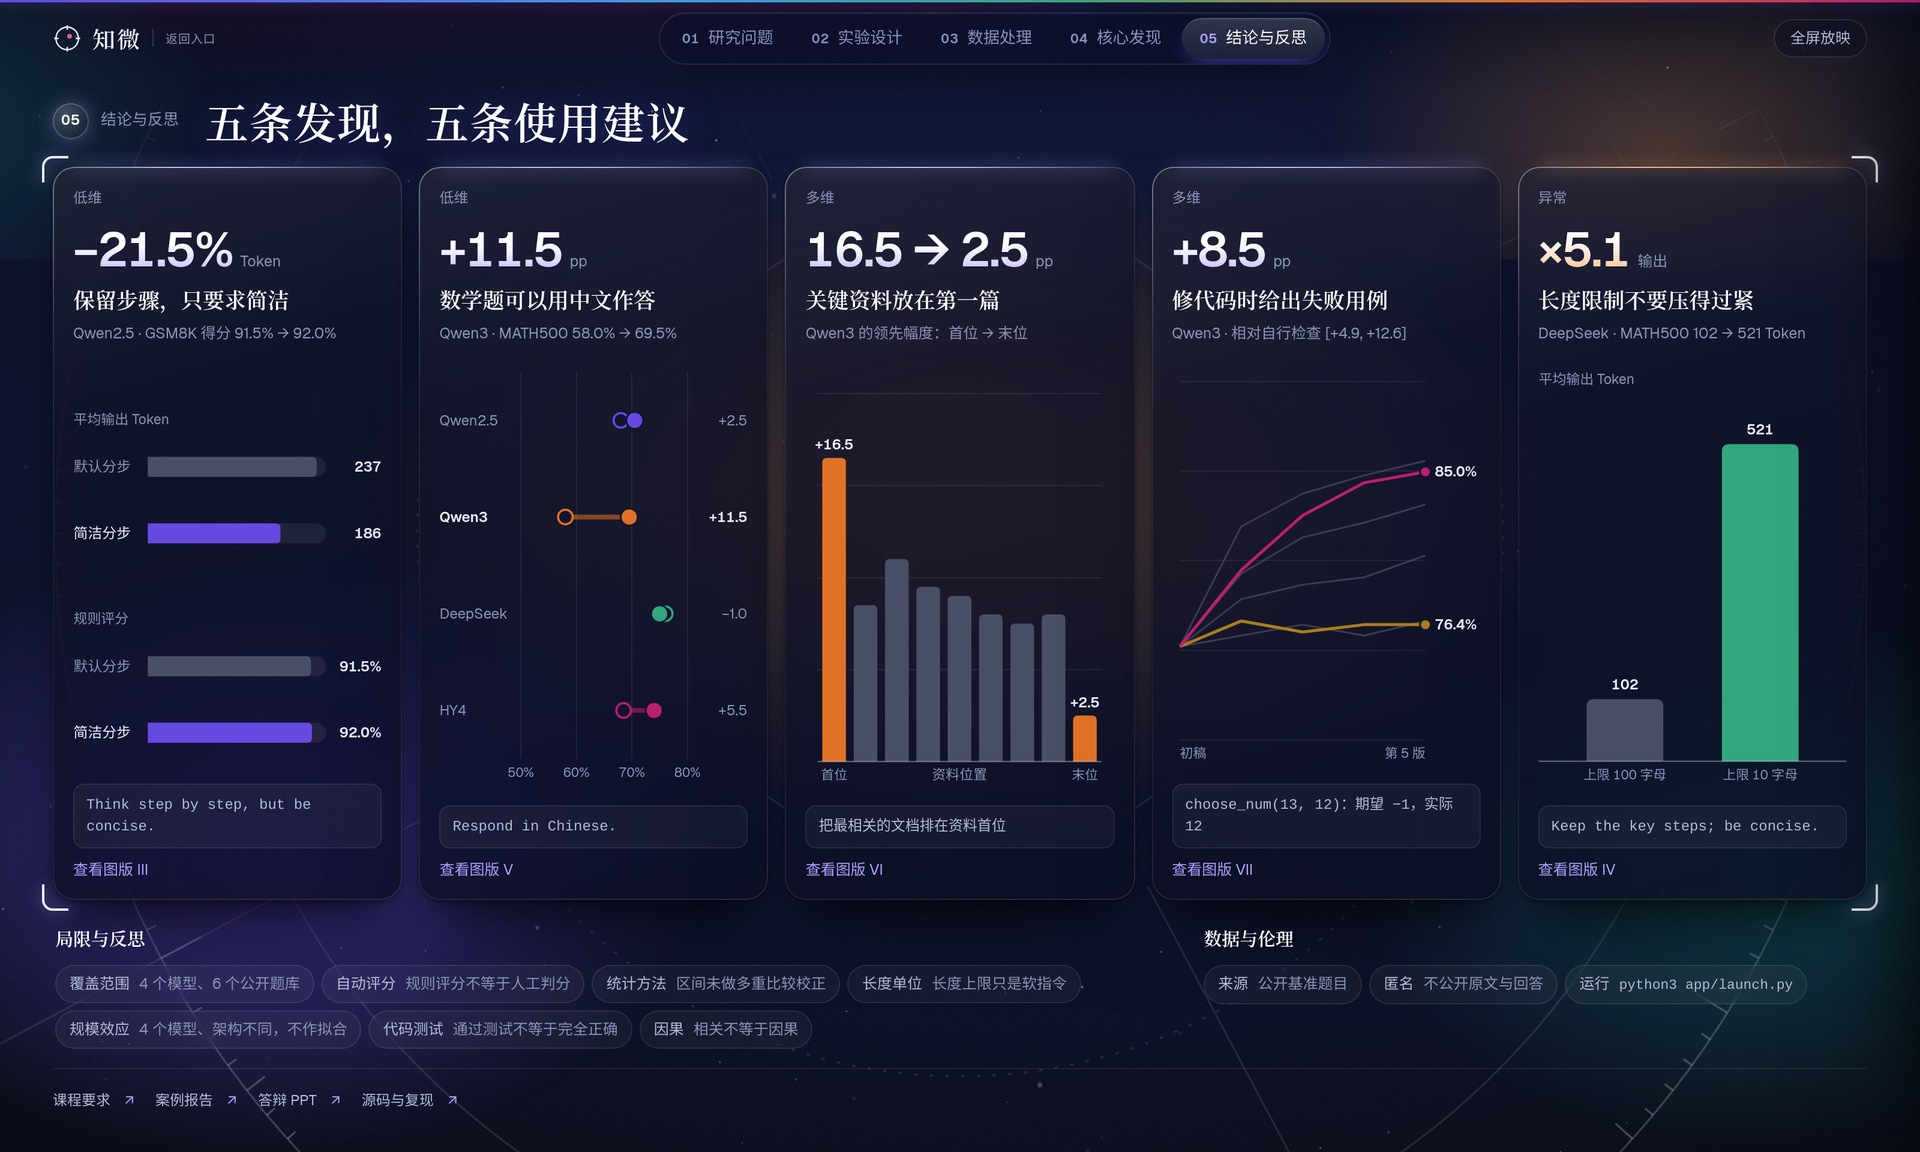 知微 返回入口
01 研究问题 02 实验设计 03 数据处理 04 核心发现 05 结论与反思
全屏放映
05 结论与反思 五条发现，五条使用建议
低维
−21.5% Token
保留步骤，只要求简洁
Qwen2.5 · GSM8K 得分 91.5% → 92.0%
平均输出 Token
默认分步 237
简洁分步 186
规则评分
默认分步 91.5%
简洁分步 92.0%
Think step by step, but be
concise.
查看图版 III
低维
+11.5 pp
数学题可以用中文作答
Qwen3 · MATH500 58.0% → 69.5%
Qwen2.5 +2.5
Qwen3 +11.5
DeepSeek −1.0
HY4 +5.5
50% 60% 70% 80%
Respond in Chinese.
查看图版 V
多维
16.5 → 2.5 pp
关键资料放在第一篇
Qwen3 的领先幅度：首位 → 末位
+16.5
+2.5
首位 资料位置 末位
把最相关的文档排在资料首位
查看图版 VI
多维
+8.5 pp
修代码时给出失败用例
Qwen3 · 相对自行检查 [+4.9, +12.6]
85.0%
76.4%
初稿 第 5 版
choose_num(13, 12)：期望 −1，实际
12
查看图版 VII
异常
×5.1 输出
长度限制不要压得过紧
DeepSeek · MATH500 102 → 521 Token
平均输出 Token
521
102
上限 100 字母 上限 10 字母
Keep the key steps; be concise.
查看图版 IV
局限与反思
覆盖范围 4 个模型、6 个公开题库 自动评分 规则评分不等于人工判分 统计方法 区间未做多重比较校正 长度单位 长度上限只是软指令
规模效应 4 个模型、架构不同，不作拟合 代码测试 通过测试不等于完全正确 因果 相关不等于因果
数据与伦理
来源 公开基准题目 匿名 不公开原文与回答 运行 python3 app/launch.py
课程要求 ↗ 案例报告 ↗ 答辩 PPT ↗ 源码与复现 ↗